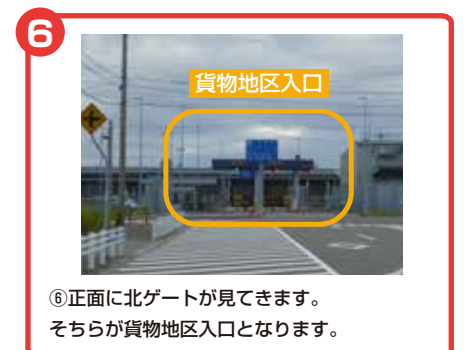 6
貨物地区入口
⑥正面に北ゲートが見てきます。
そちらが貨物地区入口となります。